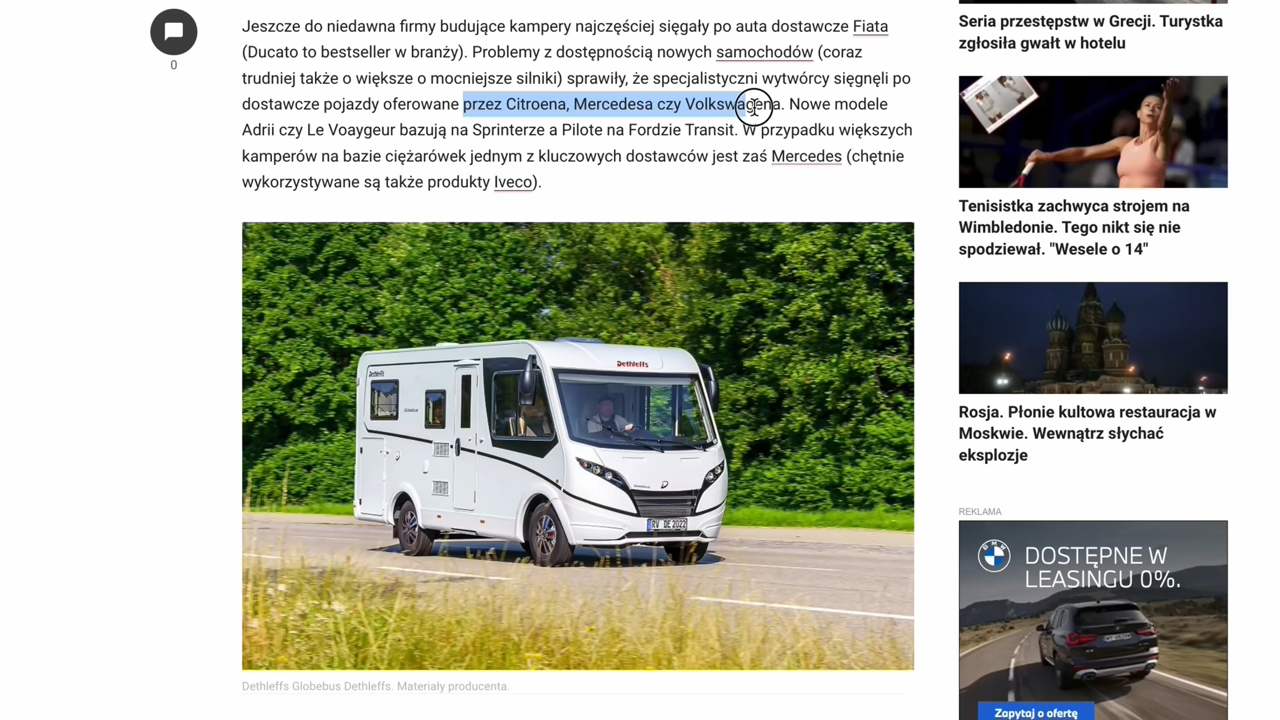 0
Jeszcze do niedawna firmy budujące kampery najczęściej sięgały po auta dostawcze Fiata
(Ducato to bestseller w branży). Problemy z dostępnością nowych samochodów (coraz
trudniej także o większe o mocniejsze silniki) sprawiły, że specjalistyczni wytwórcy sięgnęli po
dostawcze pojazdy oferowane przez Citroena, Mercedesa czy Volkswagena. Nowe modele
Adrii czy Le Voaygeur bazują na Sprinterze a Pilote na Fordzie Transit. W przypadku większych
kamperów na bazie ciężarówek jednym z kluczowych dostawców jest zaś Mercedes (chętnie
wykorzystywane są także produkty Iveco).
Dethleffs
Dethleffs
RV DE 2022
Dethleffs Globebus Dethleffs. Materiały producenta.
Seria przestępstw w Grecji. Turystka
zgłosiła gwałt w hotelu
Tenisistka zachwyca strojem na
Wimbledonie. Tego nikt się nie
spodziewał. "Wesele o 14"
Rosja. Płonie kultowa restauracja w
Moskwie. Wewnątrz słychać
eksplozje
REKLAMA
BMW
DOSTĘPNE W
LEASINGU 0%.
Zapytaj o ofertę